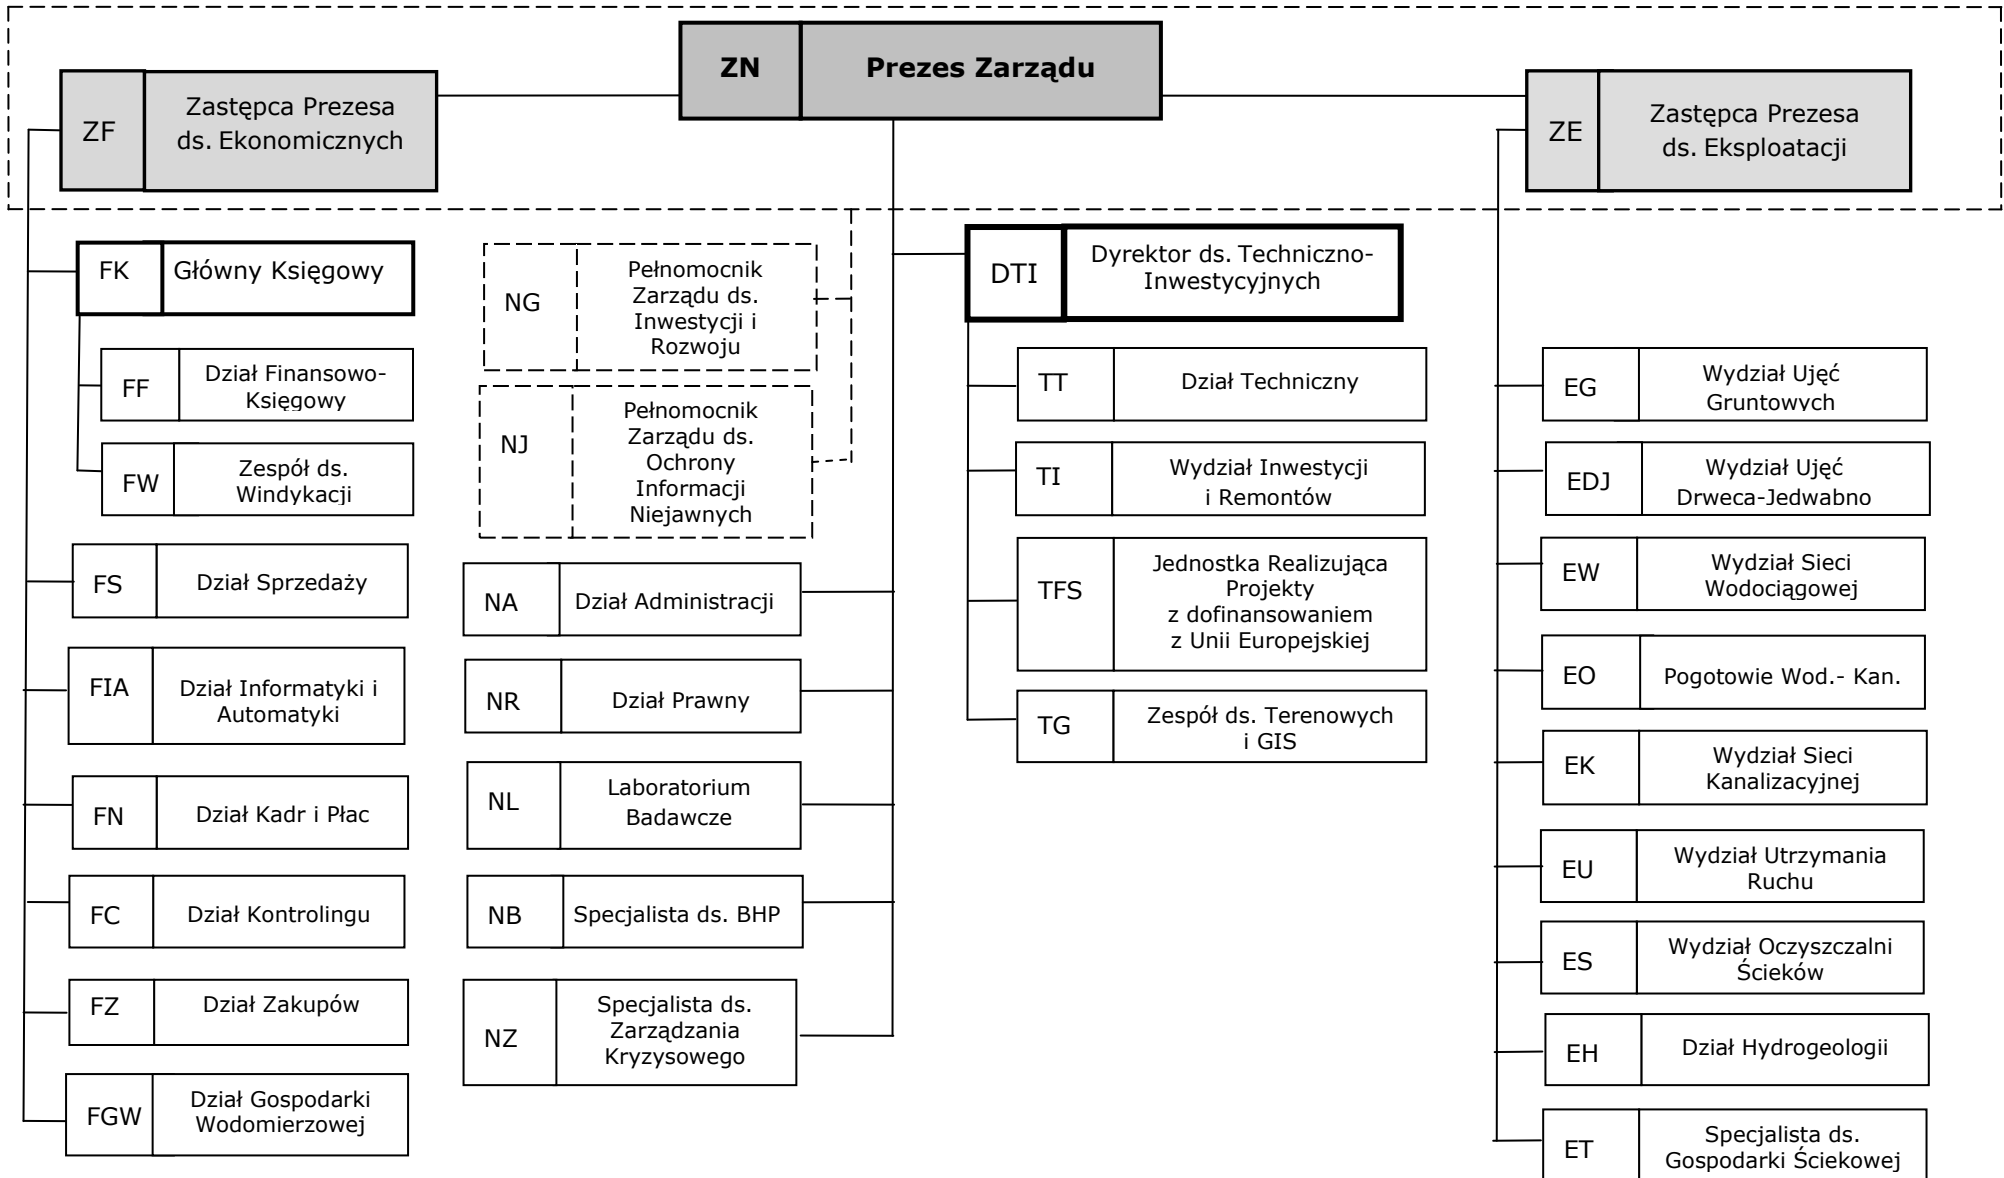 ZN
Prezes Zarządu
ZF
Zastępca Prezesa
ds. Ekonomicznych
ZE
Zastępca Prezesa
ds. Eksploatacji
FK
Główny Księgowy
FF
Dział Finansowo-
Księgowy
FW
Zespół ds.
Windykacji
FS
Dział Sprzedaży
FIA
Dział Informatyki i
Automatyki
FN
Dział Kadr i Płac
FC
Dział Kontrolingu
FZ
Dział Zakupów
FGW
Dział Gospodarki
Wodomierzowej
NG
Pełnomocnik
Zarządu ds.
Inwestycji i
Rozwoju
NJ
Pełnomocnik
Zarządu ds.
Ochrony
Informacji
Niejawnych
NA
Dział Administracji
NR
Dział Prawny
NL
Laboratorium
Badawcze
NB
Specjalista ds. BHP
NZ
Specjalista ds.
Zarządzania
Kryzysowego
DTI
Dyrektor ds. Techniczno-
Inwestycyjnych
TT
Dział Techniczny
TI
Wydział Inwestycji
i Remontów
TFS
Jednostka Realizująca
Projekty
z dofinansowaniem
z Unii Europejskiej
TG
Zespół ds. Terenowych
i GIS
EG
Wydział Ujęć
Gruntowych
EDJ
Wydział Ujęć
Drweca-Jedwabno
EW
Wydział Sieci
Wodociągowej
EO
Pogotowie Wod.- Kan.
EK
Wydział Sieci
Kanalizacyjnej
EU
Wydział Utrzymania
Ruchu
ES
Wydział Oczyszczalni
Ścieków
EH
Dział Hydrogeologii
ET
Specjalista ds.
Gospodarki Ściekowej